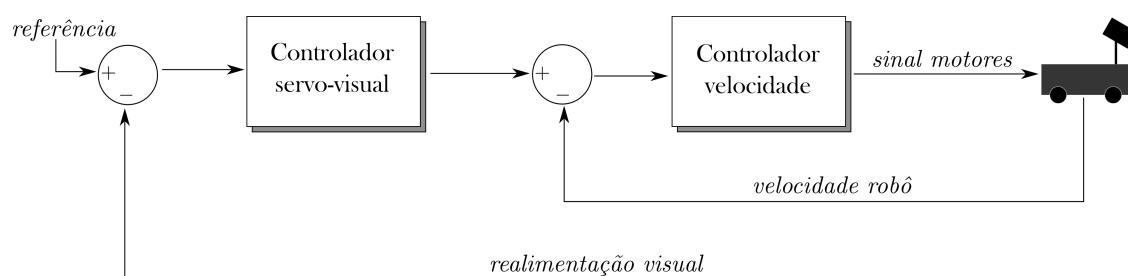 referência
+
−
Controlador
servo-visual
+
−
Controlador
velocidade
sinal motores
velocidade robô
realimentação visual